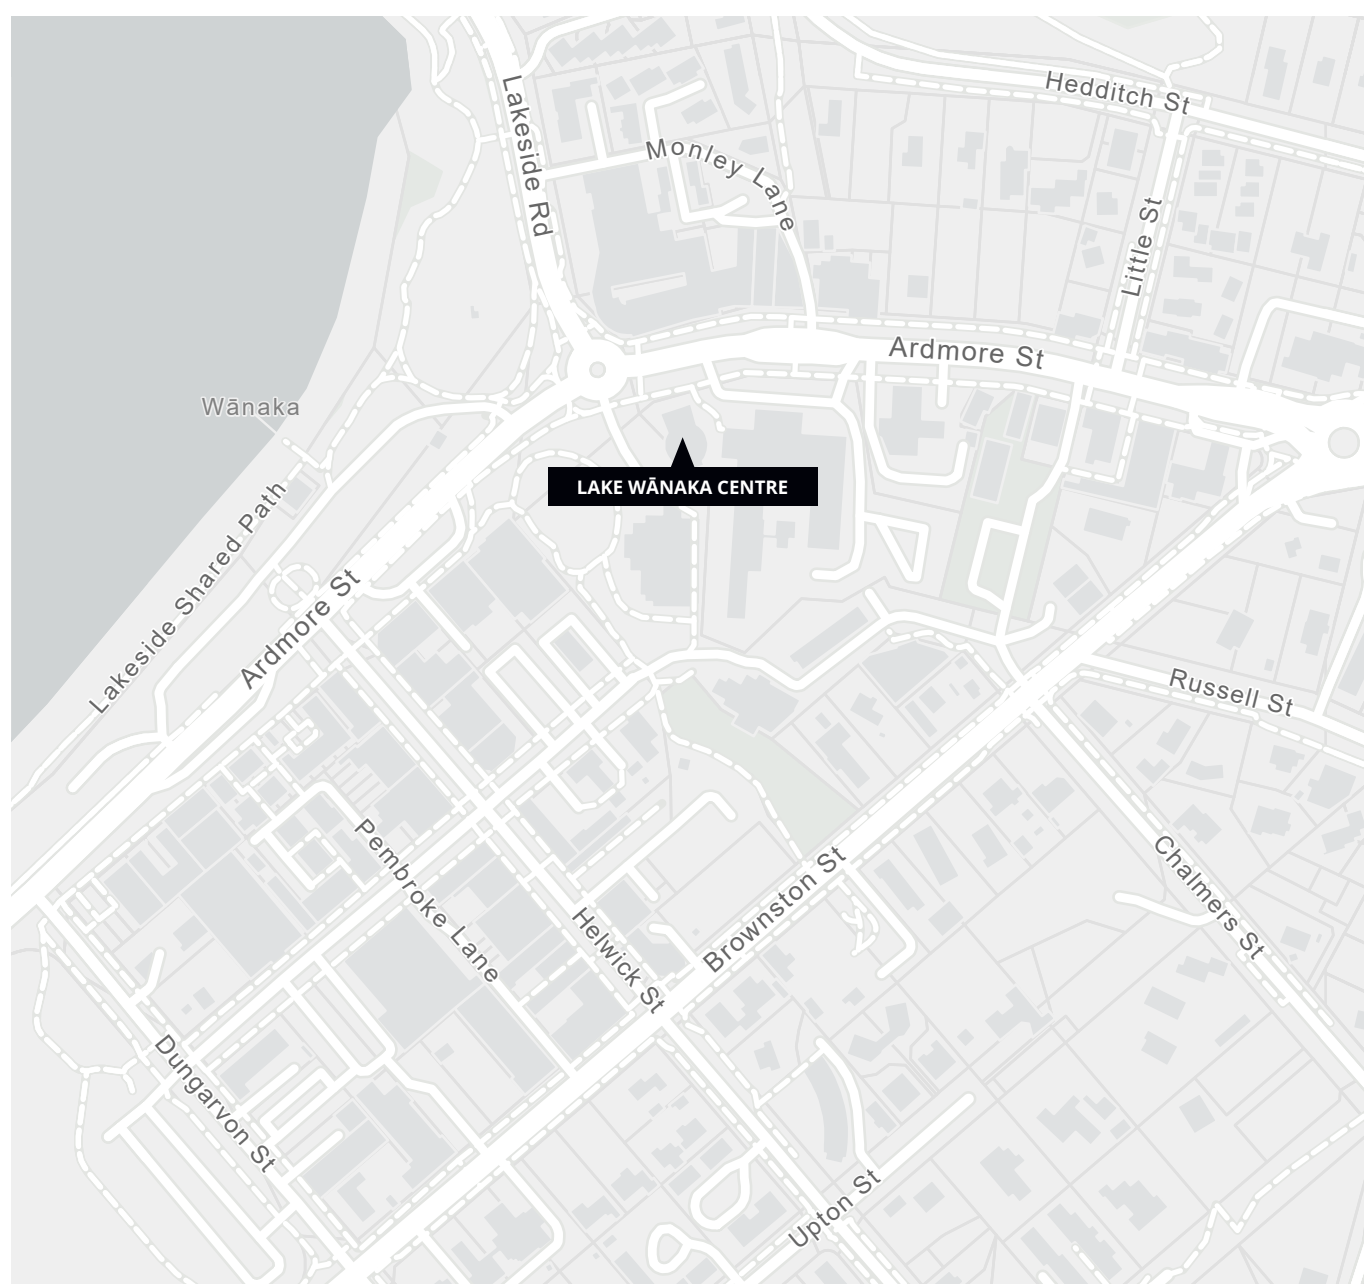 Hedditch St
Lakeside Rd
Monley Lane
Little St
Ardmore St
Wānaka
LAKE WĀNAKA CENTRE
Lakeside Shared Path
Ardmore St
Russell St
Pembroke Lane
Brownston St
Chalmers St
Helwick St
Dungarvon St
Upton St